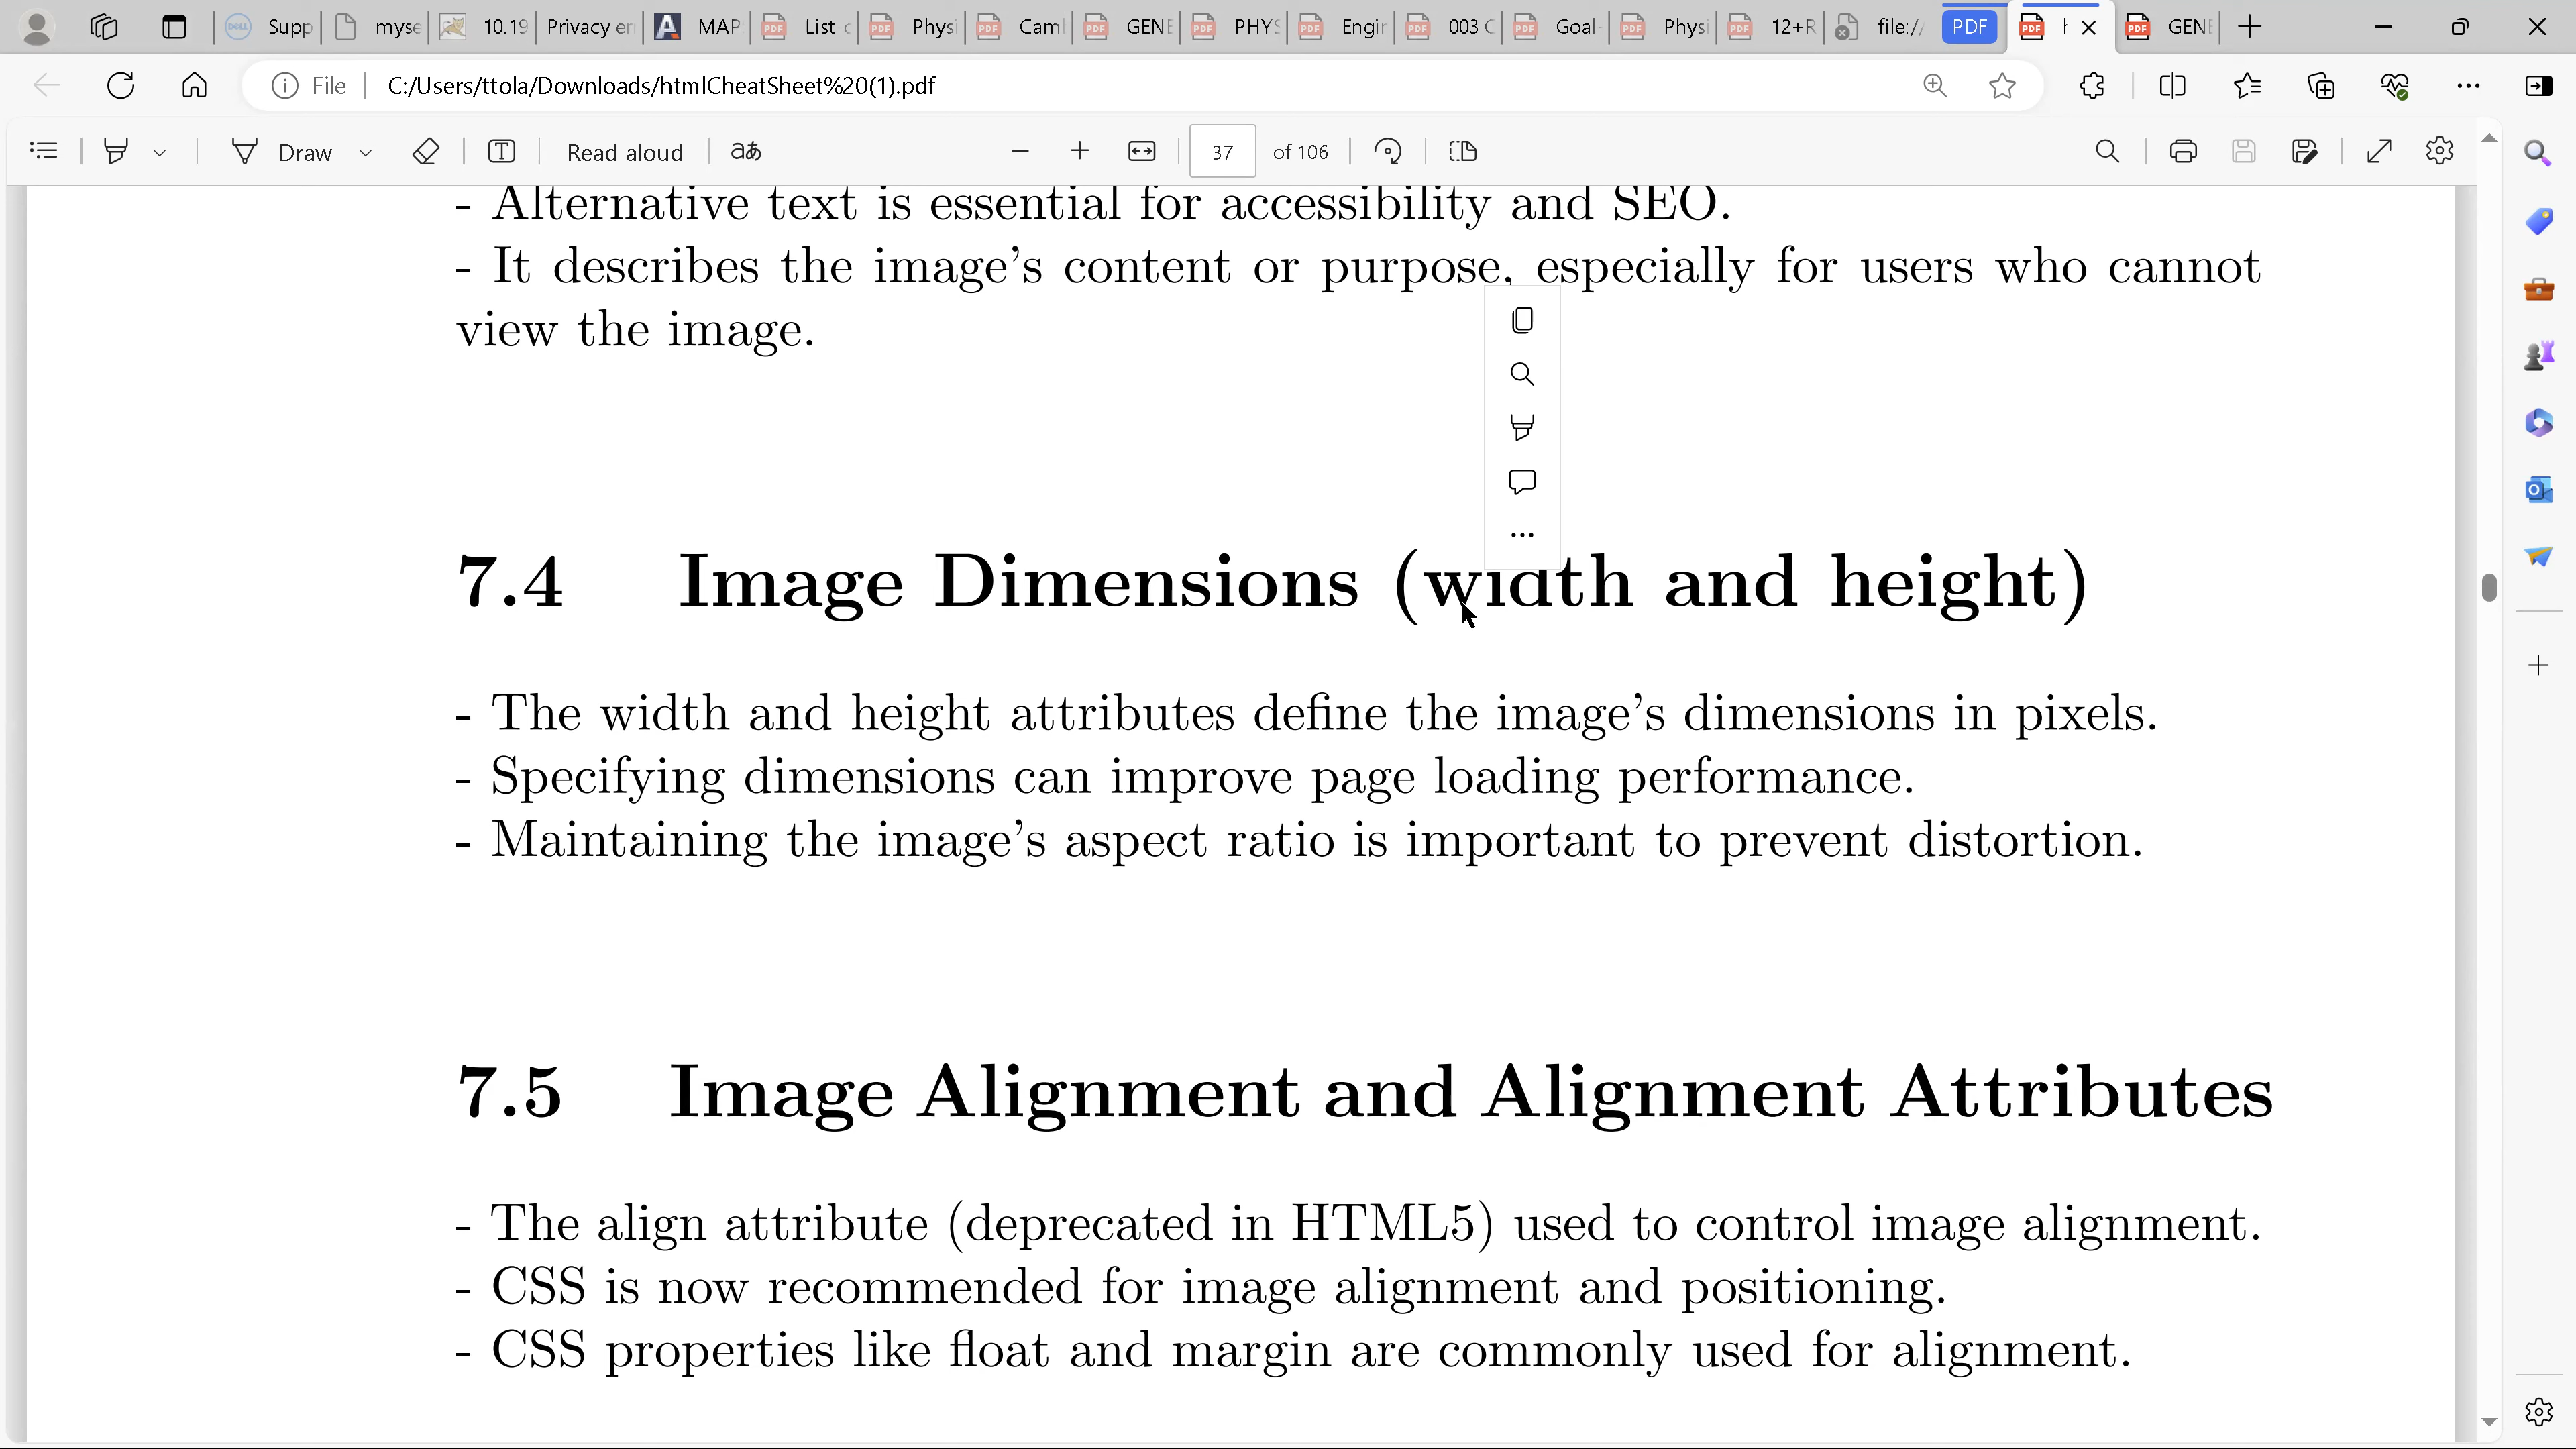 Supp
myse
10.19
Privacy er
MAP
List-c
Physi
Cam
GENE
PHYS
Engir
003 C
Goal-
Physi
12+R
file://
PDF
GENE
File
C:/Users/ttola/Downloads/htmlCheatSheet%20(1).pdf
Draw
Read aloud
aあ
37 of 106
- Alternative text is essential for accessibility and SEO.
- It describes the image's content or purpose, especially for users who cannot
view the image.
7.4 Image Dimensions (width and height)
- The width and height attributes define the image's dimensions in pixels.
- Specifying dimensions can improve page loading performance.
- Maintaining the image's aspect ratio is important to prevent distortion.
7.5 Image Alignment and Alignment Attributes
- The align attribute (deprecated in HTML5) used to control image alignment.
- CSS is now recommended for image alignment and positioning.
- CSS properties like float and margin are commonly used for alignment.